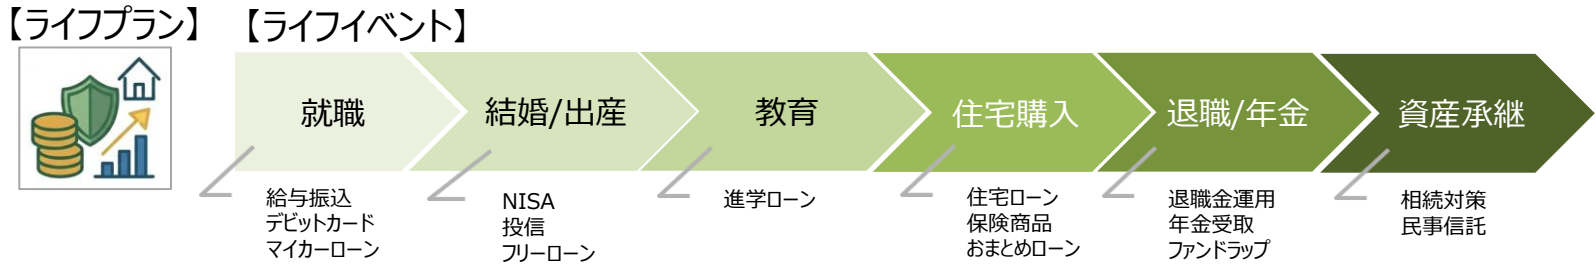 【ライフプラン】
【ライフイベント】
就職
結婚/出産
教育
住宅購入
退職/年金
資産承継
給与振込
デビットカード
マイカーローン
NISA
投信
フリーローン
進学ローン
住宅ローン
保険商品
おまとめローン
退職金運用
年金受取
ファンドラップ
相続対策
民事信託